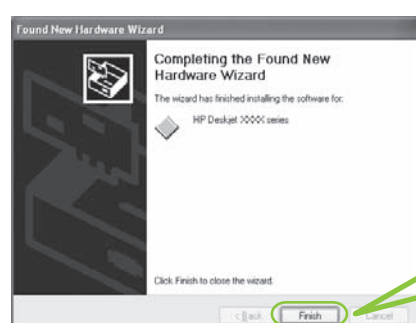 Found New Hardware Wizard
Completing the Found New
Hardware Wizard
The wizard has finished installing the software for:
HP Deskjet XXXX series
Click Finish to close the wizard.
< Back
Finish
Cancel